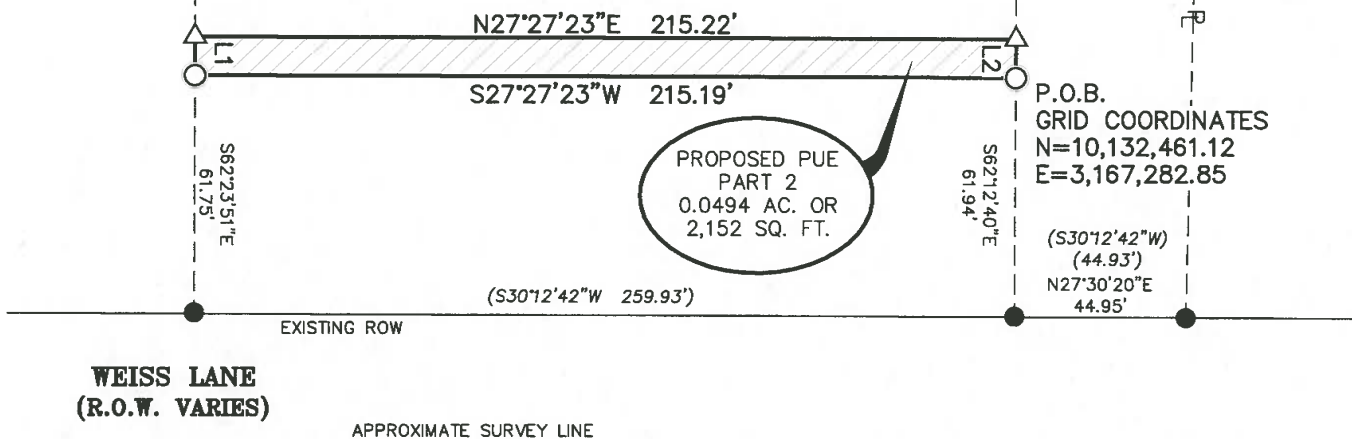 N27°27'23"E 215.22'
L1
L2
S27°27'23"W 215.19'
P.O.B.
GRID COORDINATES
N=10,132,461.12
E=3,167,282.85
S62°23'51"E
61.75'
PROPOSED PUE
PART 2
0.0494 AC. OR
2,152 SQ. FT.
S62°12'40"E
61.94'
(S30°12'42"W)
(44.93')
N27°30'20"E
44.95'
(S30°12'42"W 259.93')
EXISTING ROW
WEISS LANE
(R.O.W. VARIES)
APPROXIMATE SURVEY LINE
PL